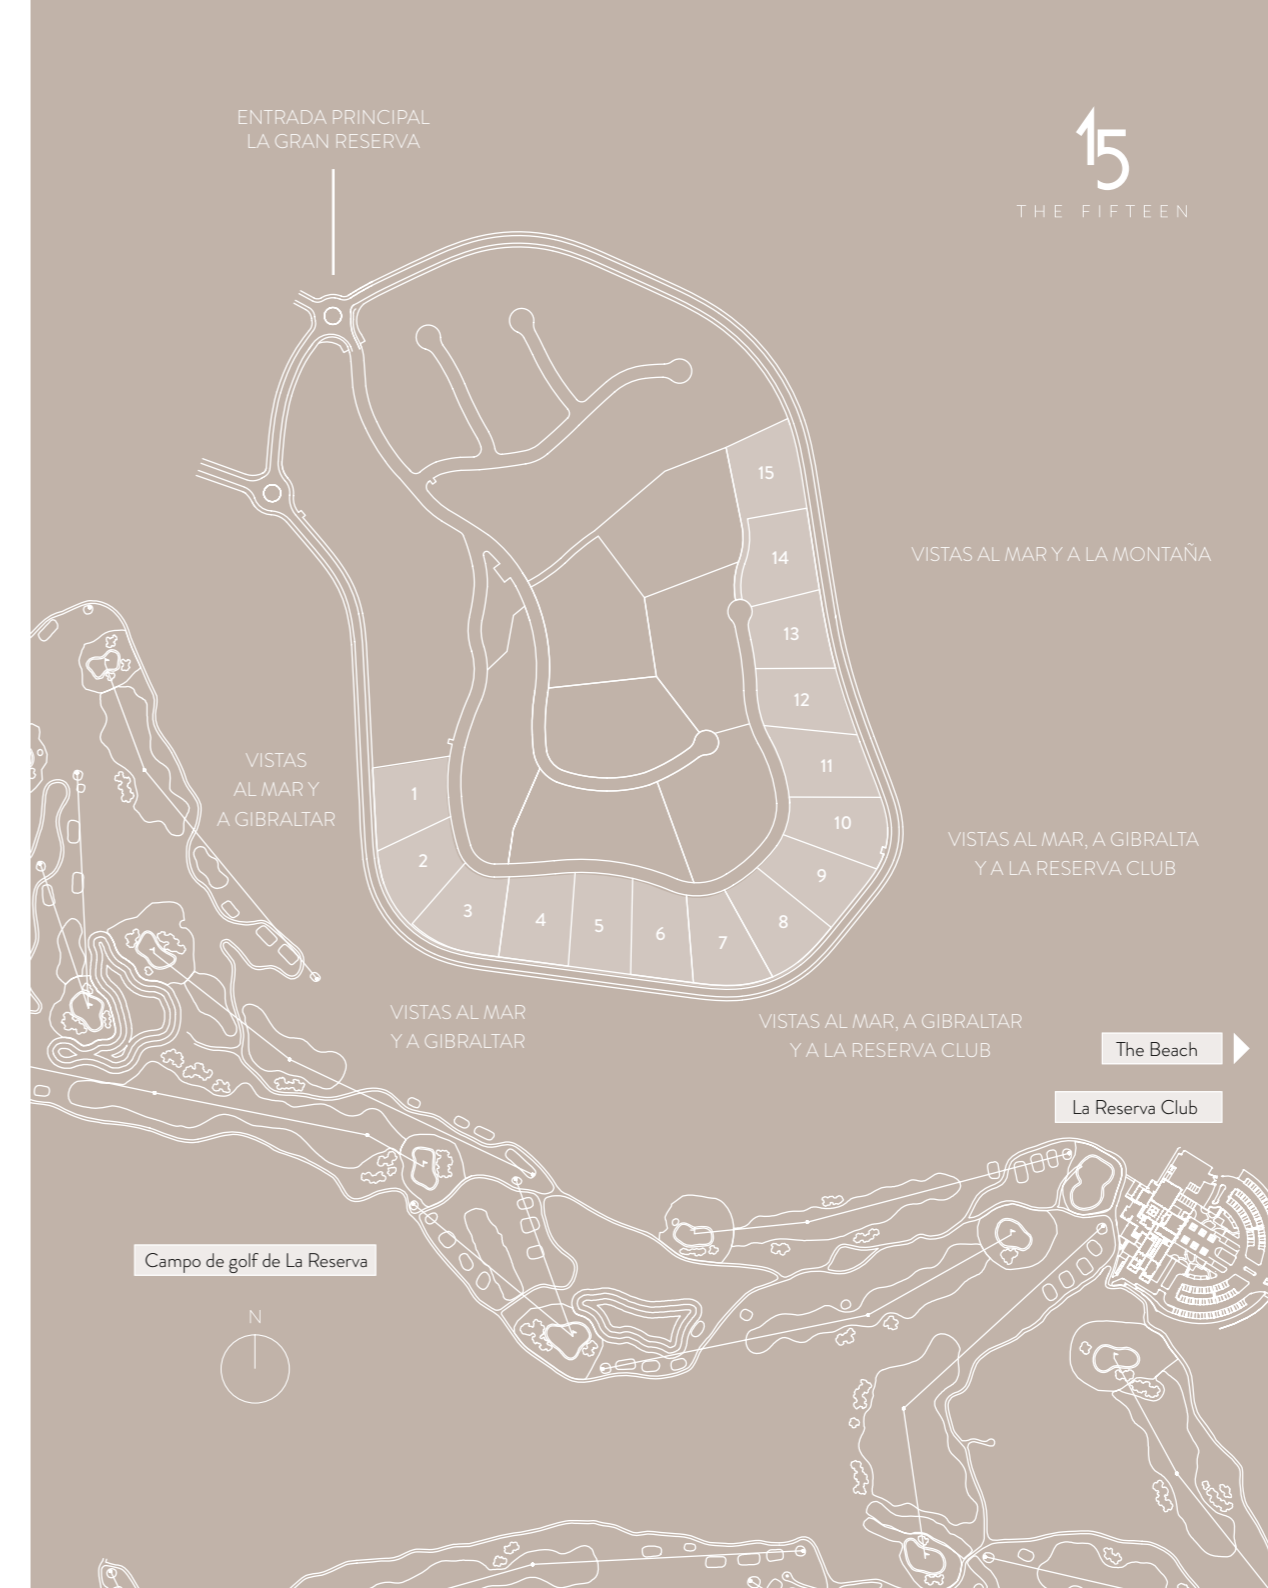 ENTRADA PRINCIPAL
LA GRAN RESERVA
15
THE FIFTEEN
15
14
VISTAS AL MAR Y A LA MONTAÑA
13
12
11
VISTAS
AL MAR Y
A GIBRALTAR
1
10
VISTAS AL MAR, A GIBRALTA
Y A LA RESERVA CLUB
2
9
3
4
5
6
7
8
VISTAS AL MAR
Y A GIBRALTAR
VISTAS AL MAR, A GIBRALTAR
Y A LA RESERVA CLUB
The Beach
La Reserva Club
Campo de golf de La Reserva
N